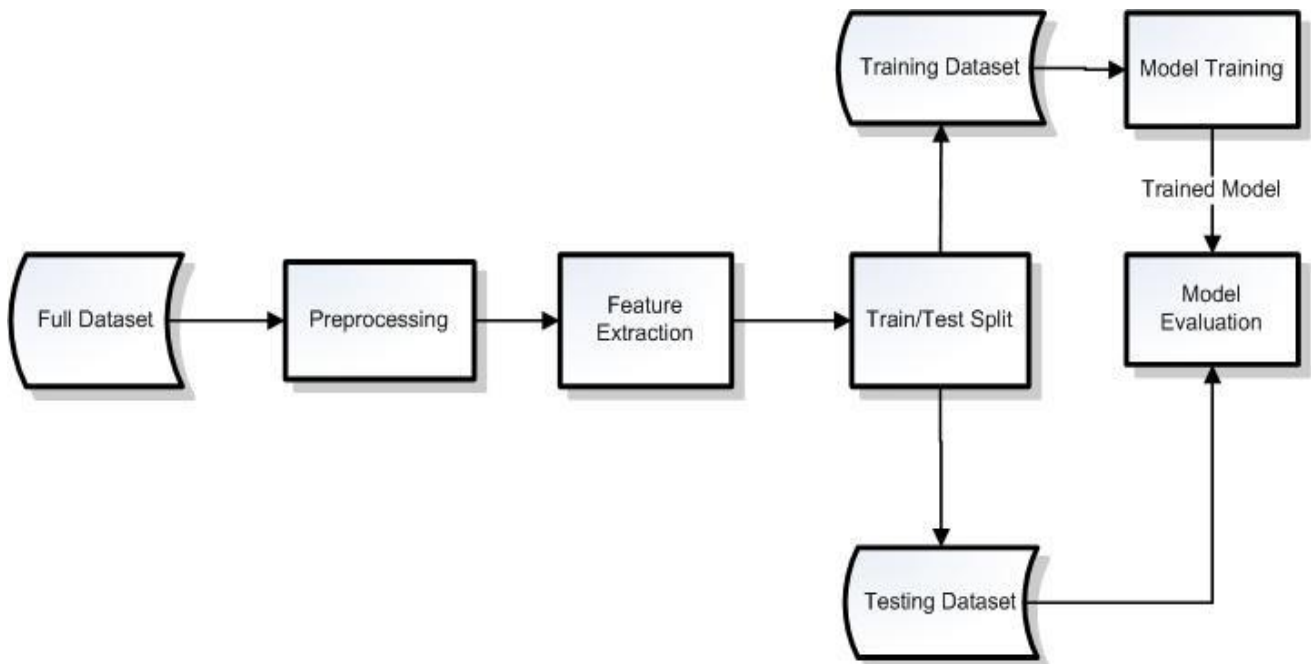 Training Dataset
Model Training
Trained Model
Full Dataset
Preprocessing
Feature
Extraction
Train/Test Split
Model
Evaluation
Testing Dataset